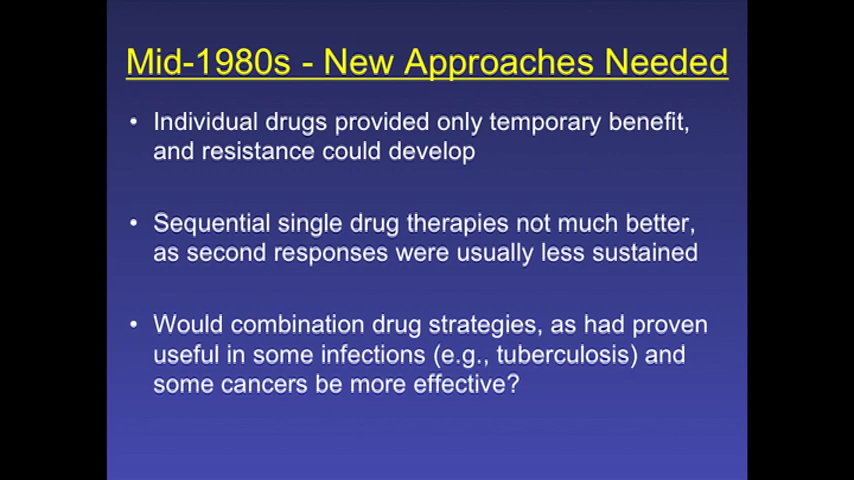 Mid-1980s - New Approaches Needed
• Individual drugs provided only temporary benefit,
and resistance could develop
• Sequential single drug therapies not much better,
as second responses were usually less sustained
• Would combination drug strategies, as had proven
useful in some infections (e.g., tuberculosis) and
some cancers be more effective?